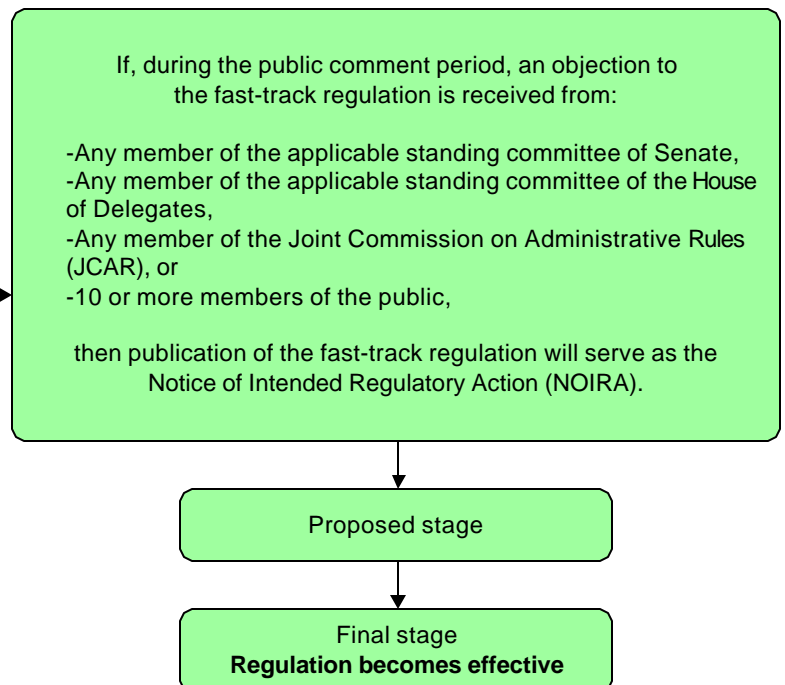 If, during the public comment period, an objection to
the fast-track regulation is received from:
-Any member of the applicable standing committee of Senate,
-Any member of the applicable standing committee of the House
of Delegates,
-Any member of the Joint Commission on Administrative Rules
(JCAR), or
-10 or more members of the public,
then publication of the fast-track regulation will serve as the
Notice of Intended Regulatory Action (NOIRA).
Proposed stage
Final stage
Regulation becomes effective